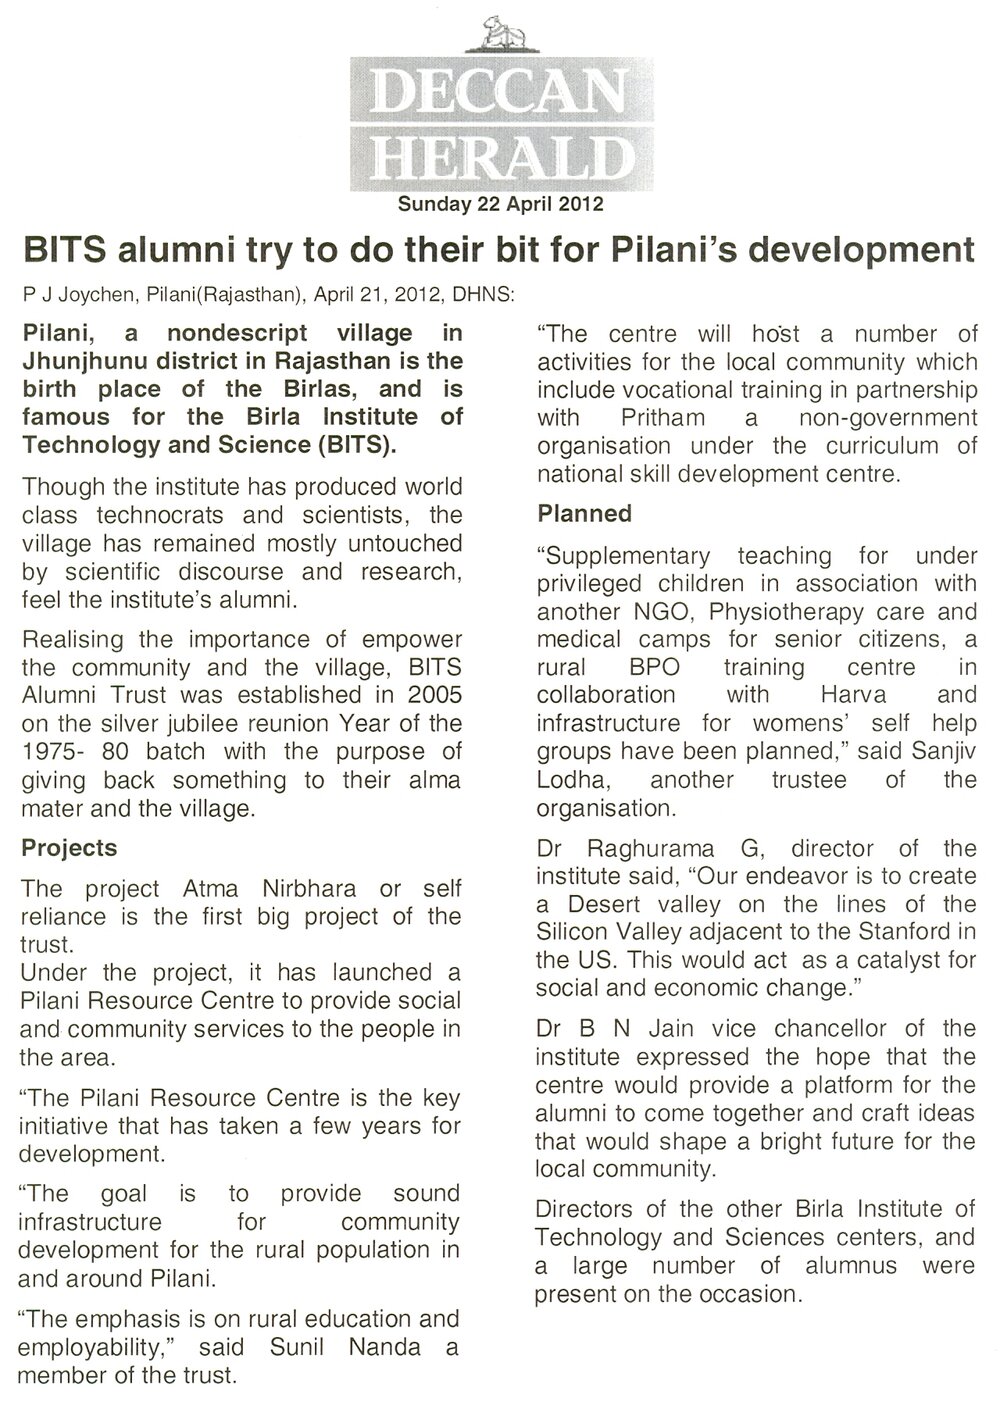 DECCAN
HERALD
Sunday 22 April 2012
BITS alumni try to do their bit for Pilani's development
P J Joychen, Pilani(Rajasthan), April 21, 2012, DHNS:
Pilani, a nondescript village in
Jhunjhunu district in Rajasthan is the
birth place of the Birlas, and is
famous for the Birla Institute of
Technology and Science (BITS).
Though the institute has produced world
class technocrats and scientists, the
village has remained mostly untouched
by scientific discourse and research,
feel the institute's alumni.
Realising the importance of empower
the community and the village, BITS
Alumni Trust was established in 2005
on the silver jubilee reunion Year of the
1975- 80 batch with the purpose of
giving back something to their alma
mater and the village.
Projects
The project Atma Nirbhara or self
reliance is the first big project of the
trust.
Under the project, it has launched a
Pilani Resource Centre to provide social
and community services to the people in
the area.
“The Pilani Resource Centre is the key
initiative that has taken a few years for
development.
“The goal is to provide sound
infrastructure for community
development for the rural population in
and around Pilani.
“The emphasis is on rural education and
employability,” said Sunil Nanda a
member of the trust.
“The centre will host a number of
activities for the local community which
include vocational training in partnership
with Pritham a non-government
organisation under the curriculum of
national skill development centre.
Planned
“Supplementary teaching for under
privileged children in association with
another NGO, Physiotherapy care and
medical camps for senior citizens, a
rural BPO training centre in
collaboration with Harva and
infrastructure for womens' self help
groups have been planned,” said Sanjiv
Lodha, another trustee of the
organisation.
Dr Raghurama G, director of the
institute said, “Our endeavor is to create
a Desert valley on the lines of the
Silicon Valley adjacent to the Stanford in
the US. This would act as a catalyst for
social and economic change.”
Dr B N Jain vice chancellor of the
institute expressed the hope that the
centre would provide a platform for the
alumni to come together and craft ideas
that would shape a bright future for the
local community.
Directors of the other Birla Institute of
Technology and Sciences centers, and
a large number of alumnus were
present on the occasion.